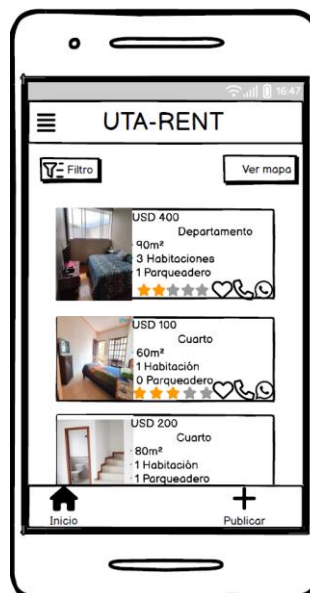 16:47
UTA-RENT
Filtro
Ver mapa
USD 400
Departamento
90m²
3 Habitaciones
1 Parqueadero
USD 100
Cuarto
60m²
1 Habitación
0 Parqueadero
USD 200
Cuarto
80m²
1 Habitación
1 Parqueadero
Inicio
Publicar